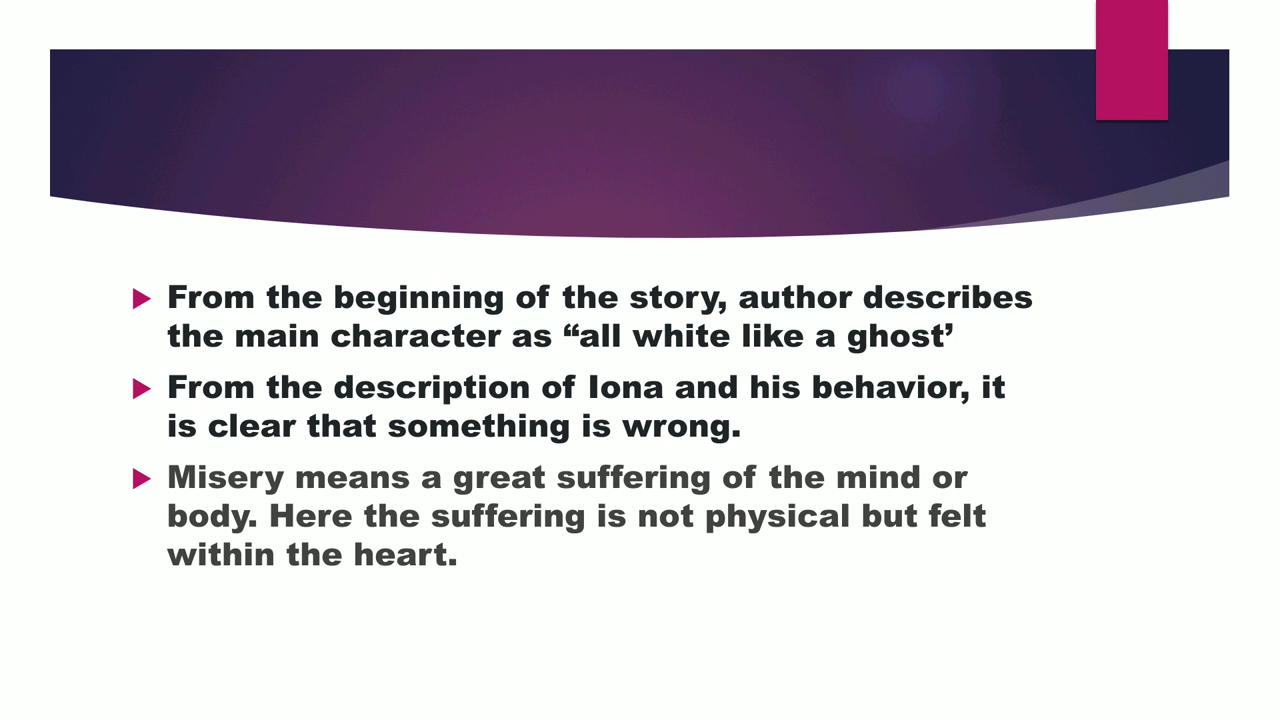 From the beginning of the story, author describes
the main character as “all white like a ghost’
From the description of Iona and his behavior, it
is clear that something is wrong.
Misery means a great suffering of the mind or
body. Here the suffering is not physical but felt
within the heart.